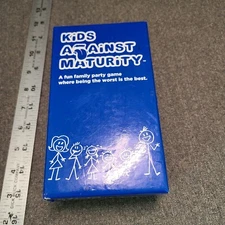 KiDS
AGAiNST
MATURiTY
A fun family party game
where being the worst is the best.